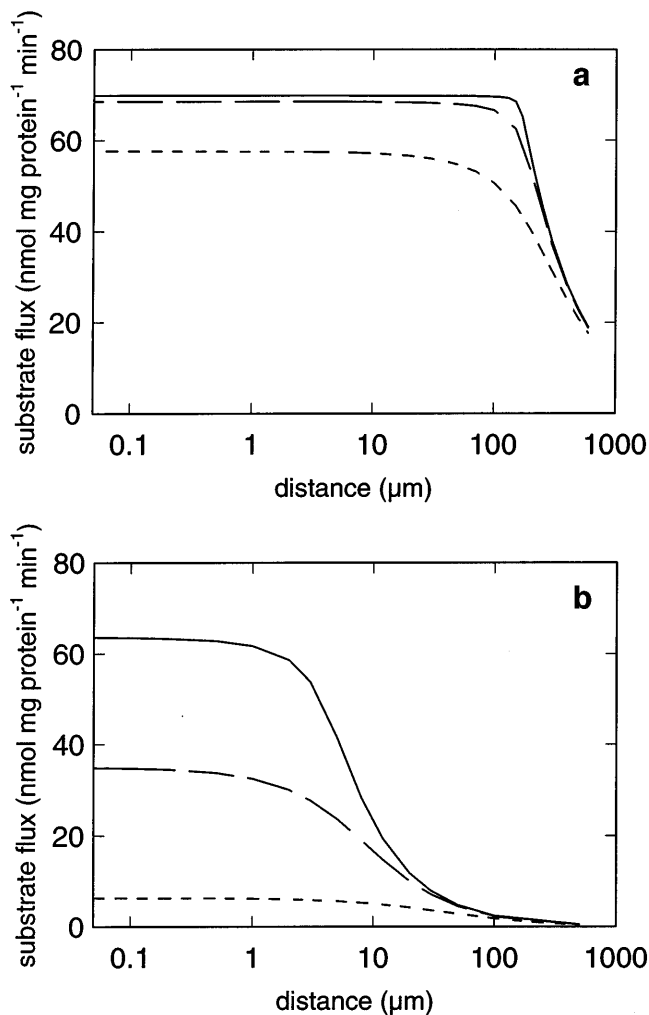 a
80
60
40
20
0
substrate flux (nmol mg protein⁻¹ min⁻¹)
0.1 1 10 100 1000
distance (µm)
b
80
60
40
20
0
substrate flux (nmol mg protein⁻¹ min⁻¹)
0.1 1 10 100 1000
distance (µm)